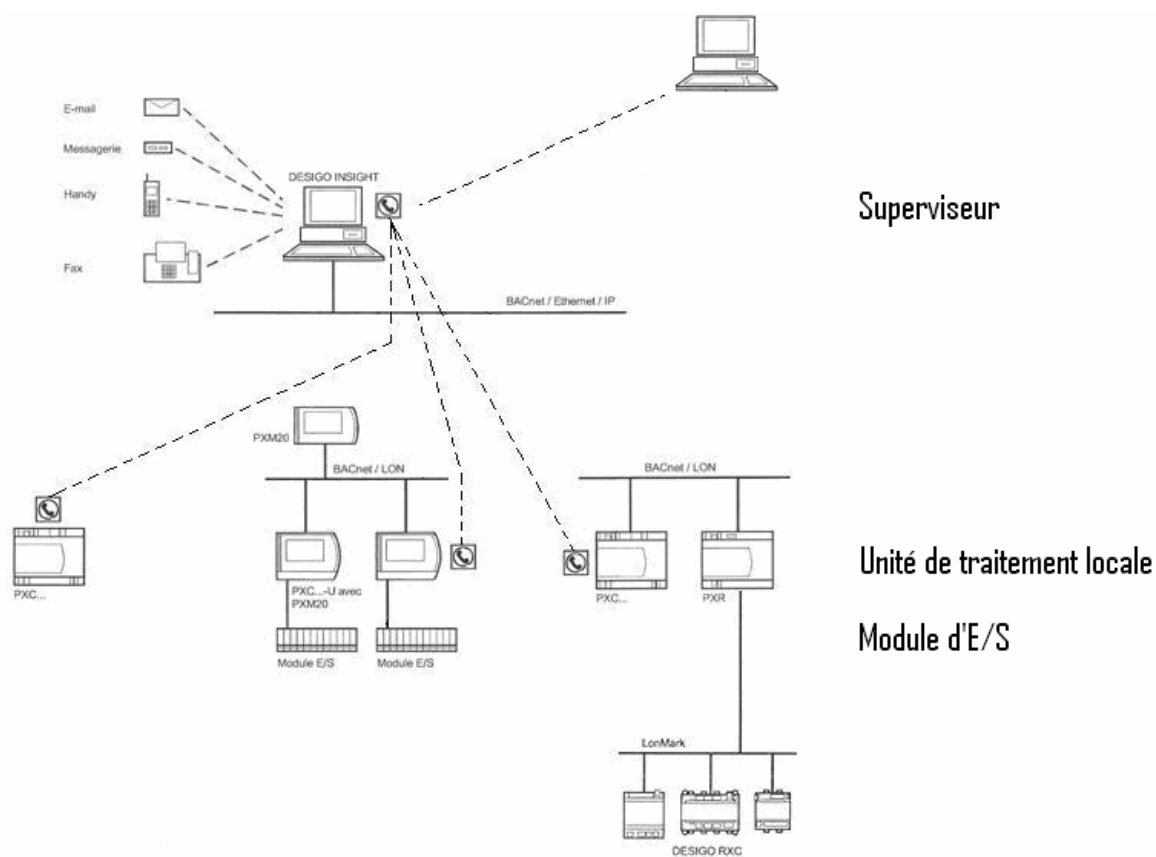 E-mail
Messagerie
DESIGO INSIGHT
Handy
Superviseur
Fax
BACnet / Ethernet / IP
PXM20
BACnet / LON
BACnet / LON
Unité de traitement locale
PXC...
PXC...-U avec
PXM20
PXC...
PXR
Module d'E/S
Module E/S
Module E/S
LonMark
DESIGO RXC